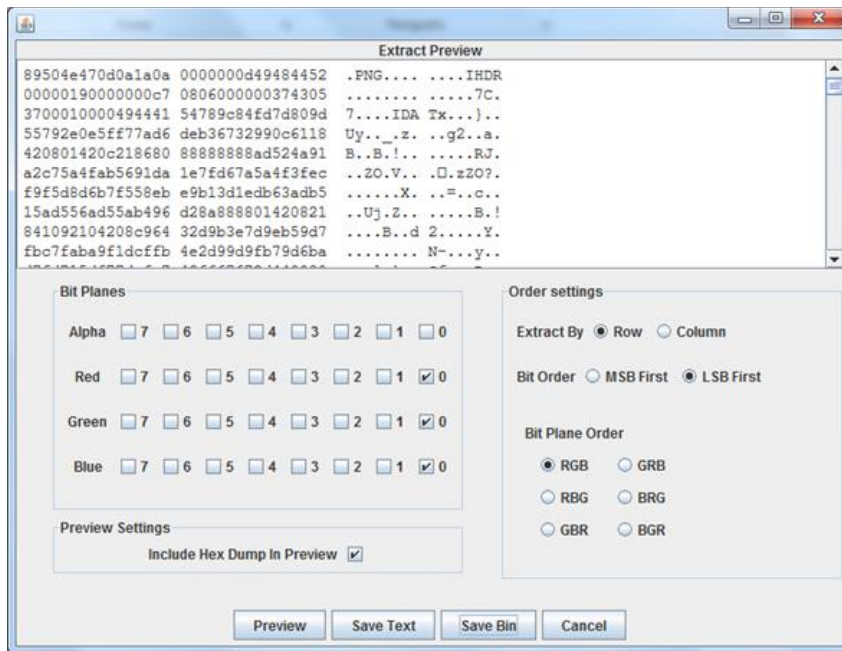 Extract Preview
89504e470d0a1a0a 0000000d49484452 .PNG.... ....IHDR
00000190000000c7 0806000000374305 ........ .....7C.
3700010000494441 54789c84fd7d809d 7....IDA Tx...}..
55792e0e5ff77ad6 deb36732990c6118 Uy.._.z. ..g2..a.
420801420c218680 88888888ad524a91 B..B.!.. .....RJ.
a2c75a4fab5691da 1e7fd67a5a4f3fec ..ZO.V.. .□.zZO?.
f9f5d8d6b7f558eb e9b13d1edb63adb5 ......X. ..=..c..
15ad556ad55ab496 d28a888801420821 ..Uj.Z.. .....B.!
841092104208c964 32d9b3e7d9eb59d7 ....B..d 2.....Y.
fbc7faba9f1dcffb 4e2d99d9fb79d6ba ........ N-...y..
Bit Planes
Alpha 7 6 5 4 3 2 1 0
Red 7 6 5 4 3 2 1 0
Green 7 6 5 4 3 2 1 0
Blue 7 6 5 4 3 2 1 0
Preview Settings
Include Hex Dump In Preview
Order settings
Extract By Row Column
Bit Order MSB First LSB First
Bit Plane Order
RGB GRB
RBG BRG
GBR BGR
Preview Save Text Save Bin Cancel